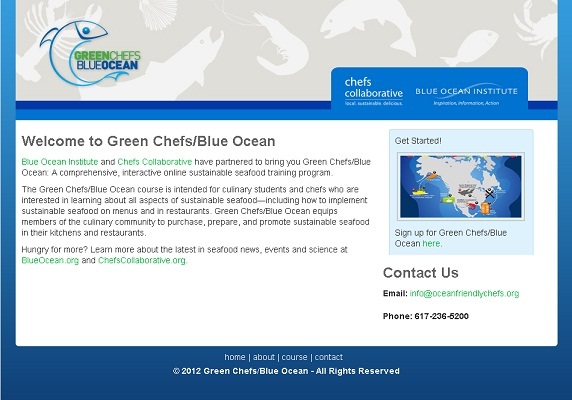 GREENCHEFS
BLUEOCEAN
chefs
collaborative
local. sustainable. delicious.
BLUE OCEAN INSTITUTE
Inspiration, Information, Action
Welcome to Green Chefs/Blue Ocean
Blue Ocean Institute and Chefs Collaborative have partnered to bring you Green Chefs/Blue
Ocean: A comprehensive, interactive online sustainable seafood training program.
The Green Chefs/Blue Ocean course is intended for culinary students and chefs who are
interested in learning about all aspects of sustainable seafood—including how to implement
sustainable seafood on menus and in restaurants. Green Chefs/Blue Ocean equips
members of the culinary community to purchase, prepare, and promote sustainable seafood
in their kitchens and restaurants.
Hungry for more? Learn more about the latest in seafood news, events and science at
BlueOcean.org and ChefsCollaborative.org.
Get Started!
Sign up for Green Chefs/Blue
Ocean here.
Contact Us
Email: info@oceanfriendlychefs.org
Phone: 617-236-5200
home | about | course | contact
© 2012 Green Chefs/Blue Ocean - All Rights Reserved